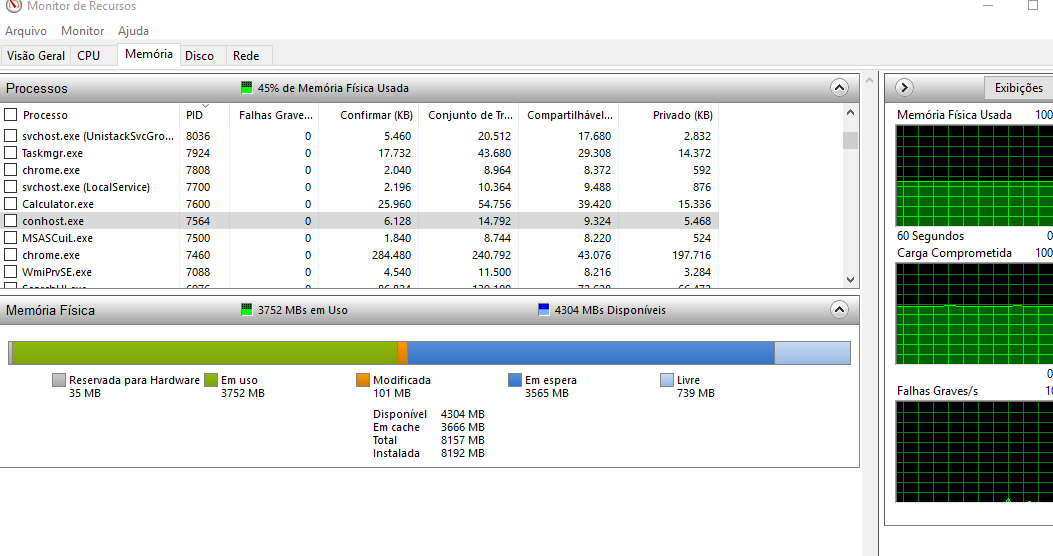 Monitor de Recursos
Arquivo Monitor Ajuda
Visão Geral CPU Memória Disco Rede
Processos 45% de Memória Física Usada
Processo PID Falhas Grave... Confirmar (KB) Conjunto de Tr... Compartilhável... Privado (KB)
svchost.exe (UnistackSvcGro... 8036 0 5.460 20.512 17.680 2.832
Taskmgr.exe 7924 0 17.732 43.680 29.308 14.372
chrome.exe 7808 0 2.040 8.964 8.372 592
svchost.exe (LocalService) 7700 0 2.196 10.364 9.488 876
Calculator.exe 7600 0 25.960 54.756 39.420 15.336
conhost.exe 7564 0 6.128 14.792 9.324 5.468
MSASCuiL.exe 7500 0 1.840 8.744 8.220 524
chrome.exe 7460 0 284.480 240.792 43.076 197.716
WmiPrvSE.exe 7088 0 4.540 11.500 8.216 3.284
Memória Física 3752 MBs em Uso 4304 MBs Disponíveis
Reservada para Hardware Em uso Modificada Em espera Livre
35 MB 3752 MB 101 MB 3565 MB 739 MB
Disponível 4304 MB
Em cache 3666 MB
Total 8157 MB
Instalada 8192 MB
Exibições
Memória Física Usada 100
60 Segundos 0
Carga Comprometida 100
0
Falhas Graves/s 10